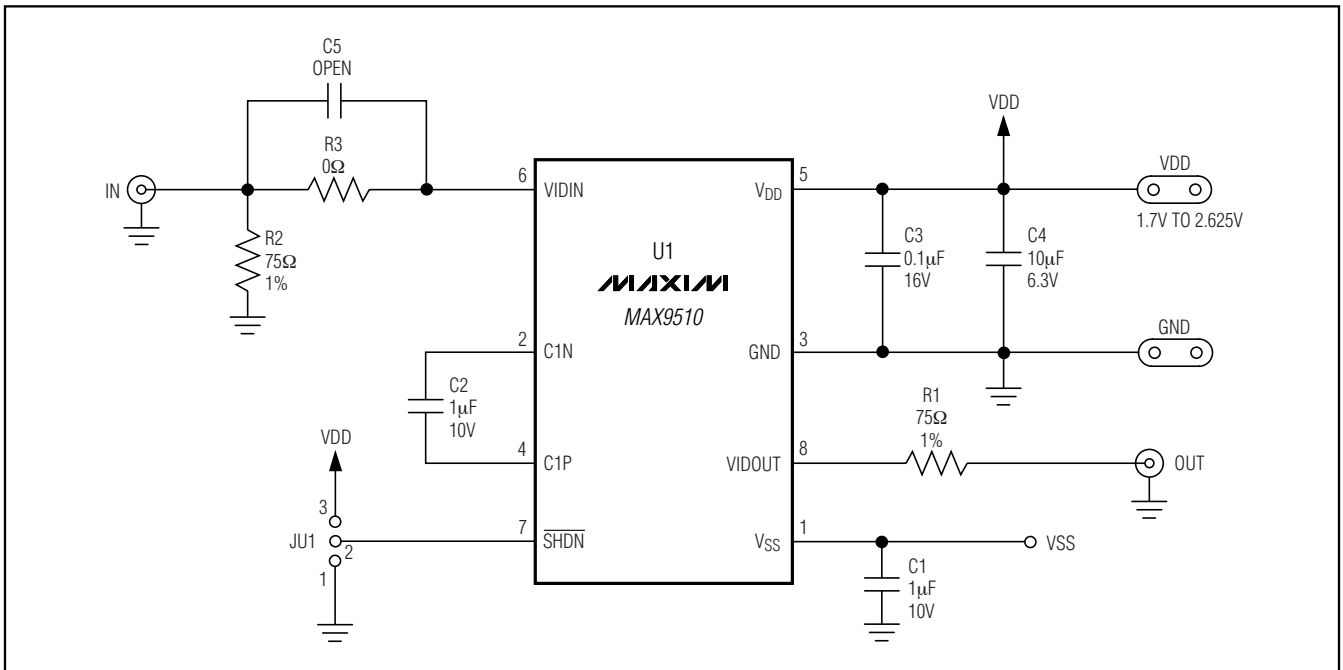 C5
OPEN
R3
0Ω
IN
R2
75Ω
1%
6
VIDIN
2
C1N
C2
1µF
10V
4
C1P
VDD
3
JU1
2
1
7
SHDN
U1
MAXIM
MAX9510
VDD
5
VDD
VDD
1.7V TO 2.625V
C3
0.1µF
16V
C4
10µF
6.3V
3
GND
GND
R1
75Ω
1%
8
VIDOUT
OUT
1
VSS
VSS
C1
1µF
10V